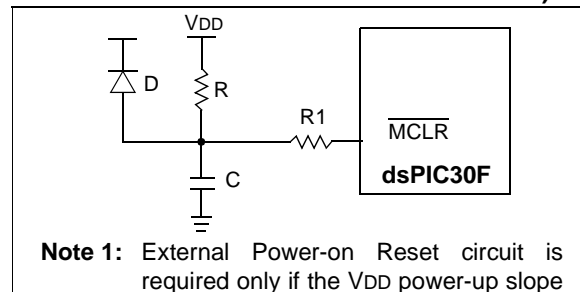 VDD
D
R
R1
MCLR
C
dsPIC30F
Note 1: External Power-on Reset circuit is
required only if the VDD power-up slope